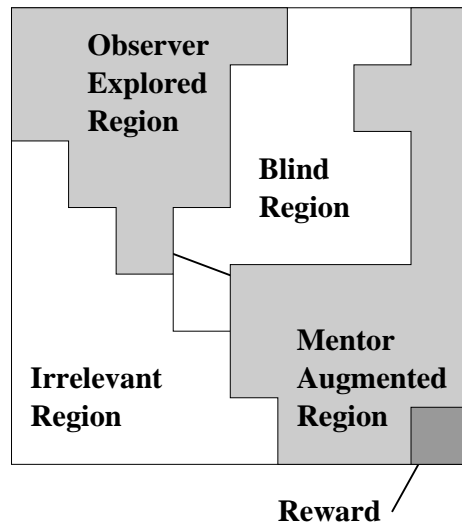 Observer
Explored
Region
Blind
Region
Mentor
Augmented
Region
Irrelevant
Region
Reward